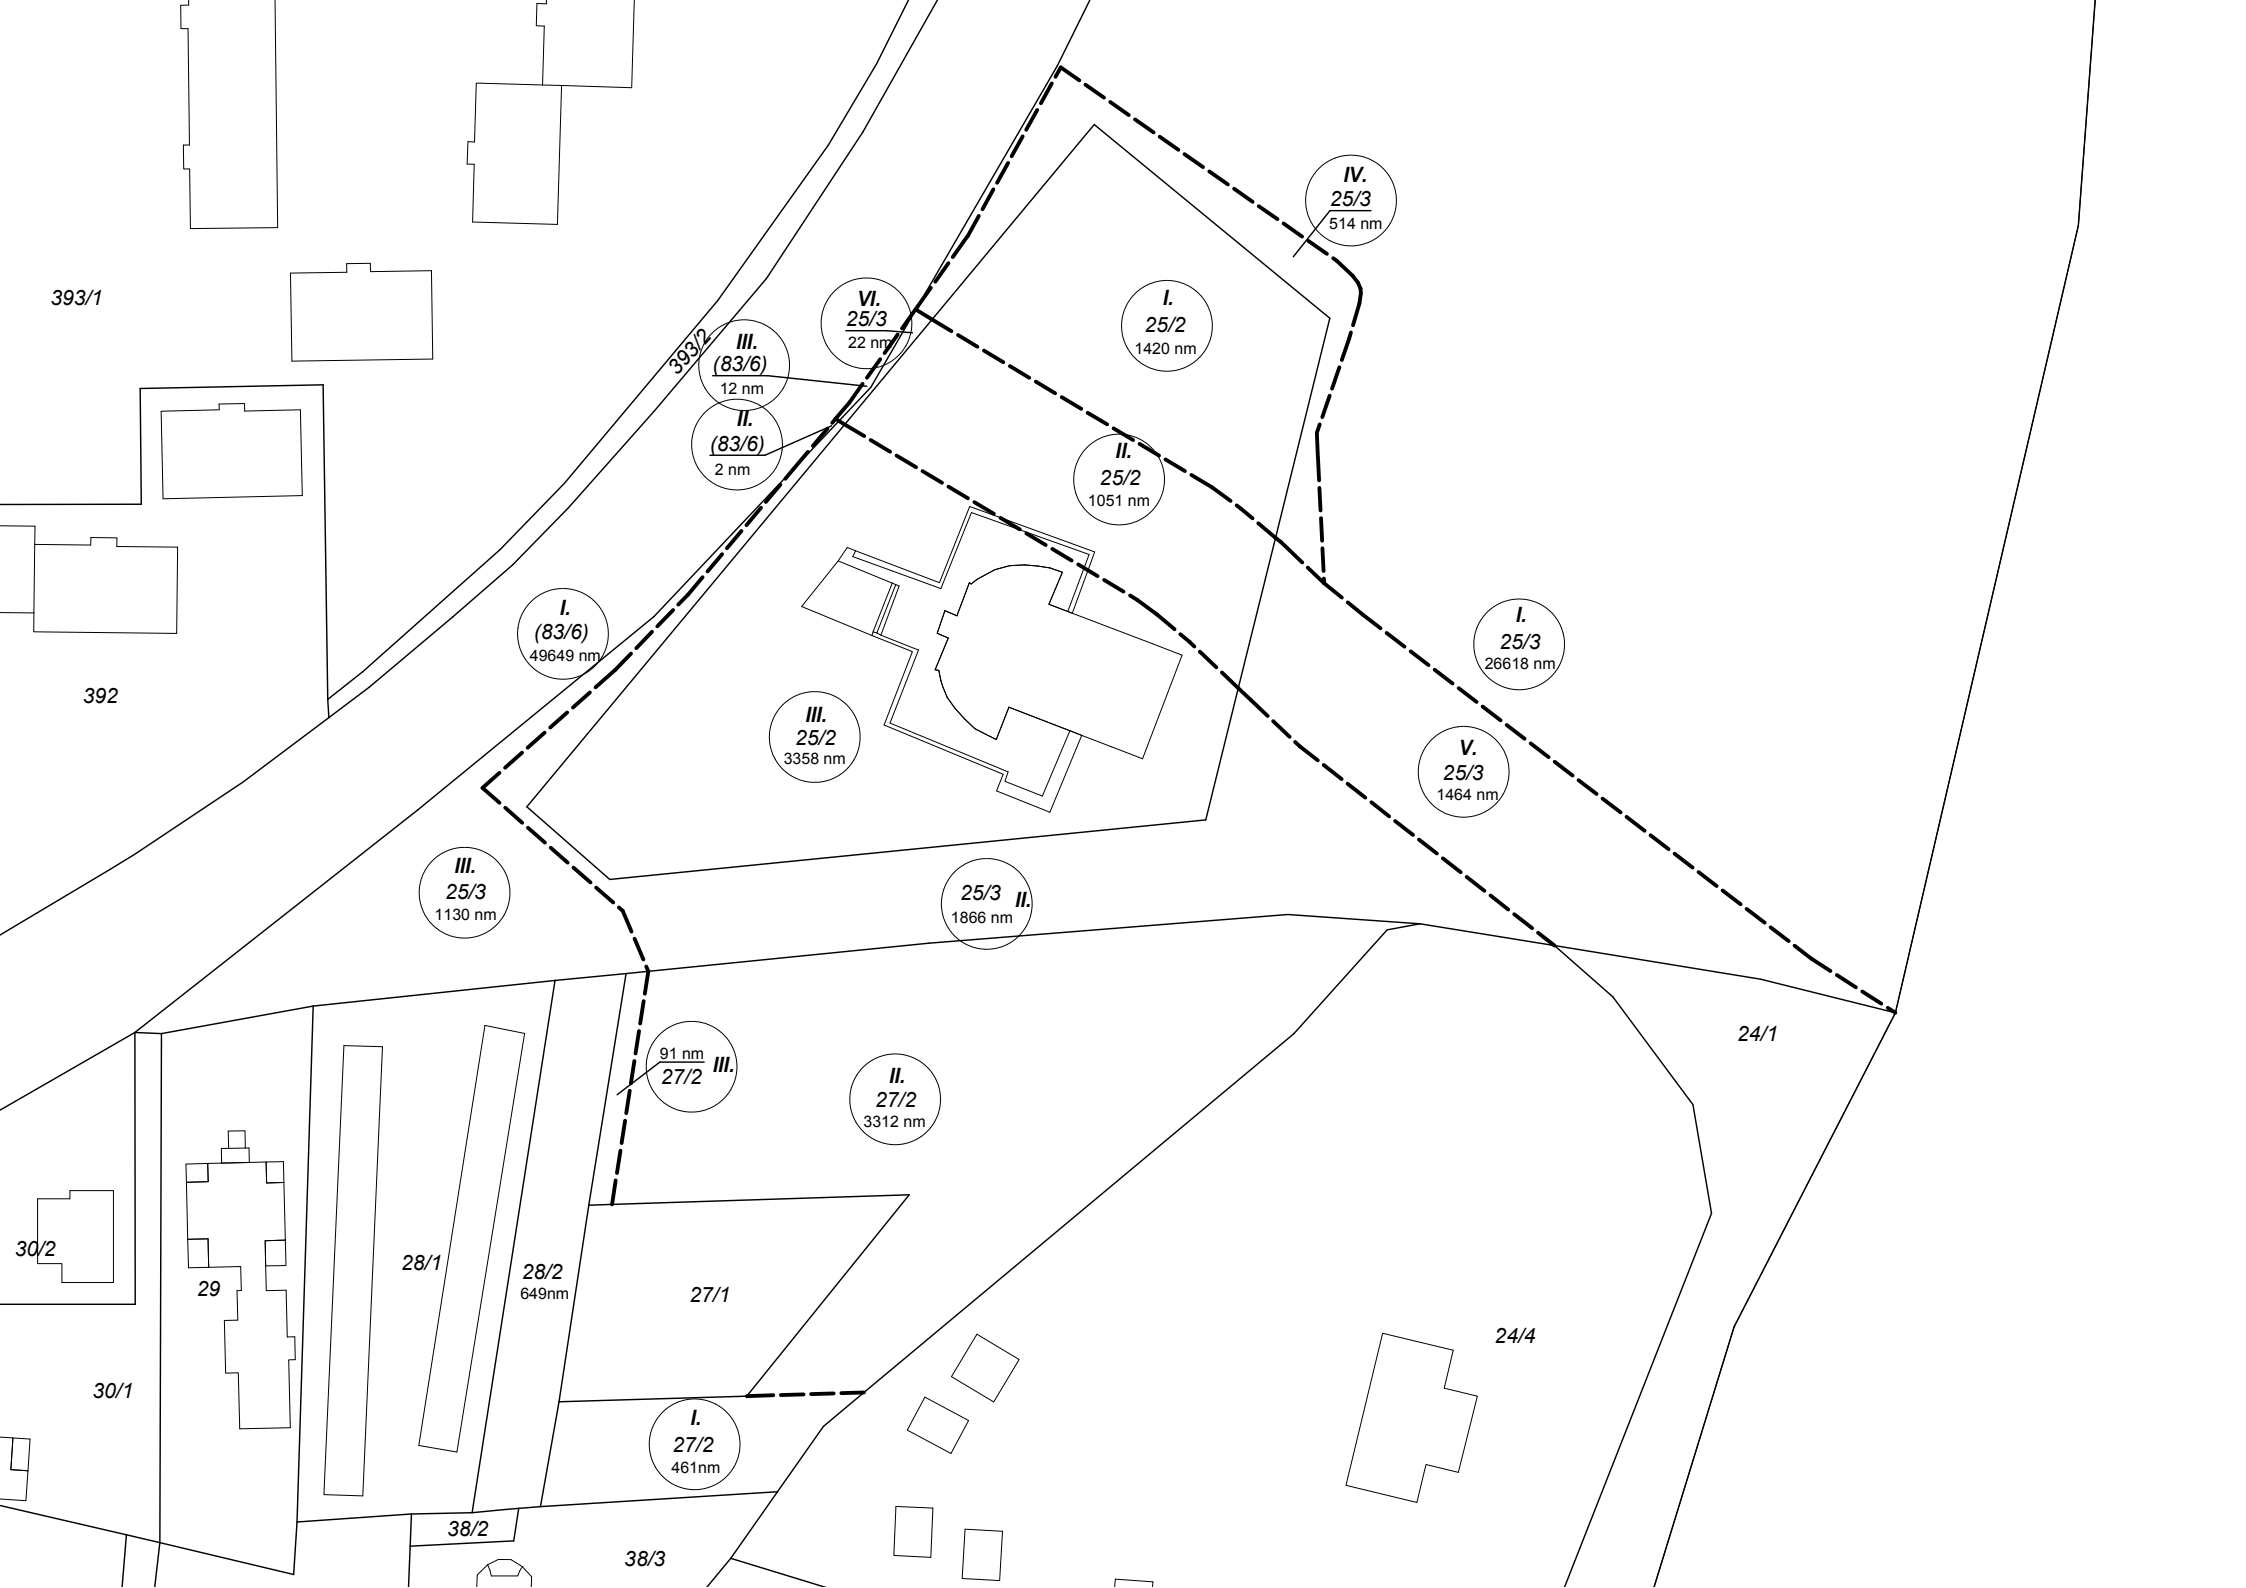 IV.
25/3
514 nm
393/1
VI.
25/3
22 nm
I.
25/2
1420 nm
393/2
III.
(83/6)
12 nm
II.
(83/6)
2 nm
II.
25/2
1051 nm
I.
(83/6)
49649 nm
I.
25/3
26618 nm
392
III.
25/2
3358 nm
V.
25/3
1464 nm
III.
25/3
1130 nm
25/3 II.
1866 nm
24/1
91 nm
27/2 III.
II.
27/2
3312 nm
30/2
29
28/1
28/2
649nm
27/1
24/4
30/1
I.
27/2
461nm
38/2
38/3